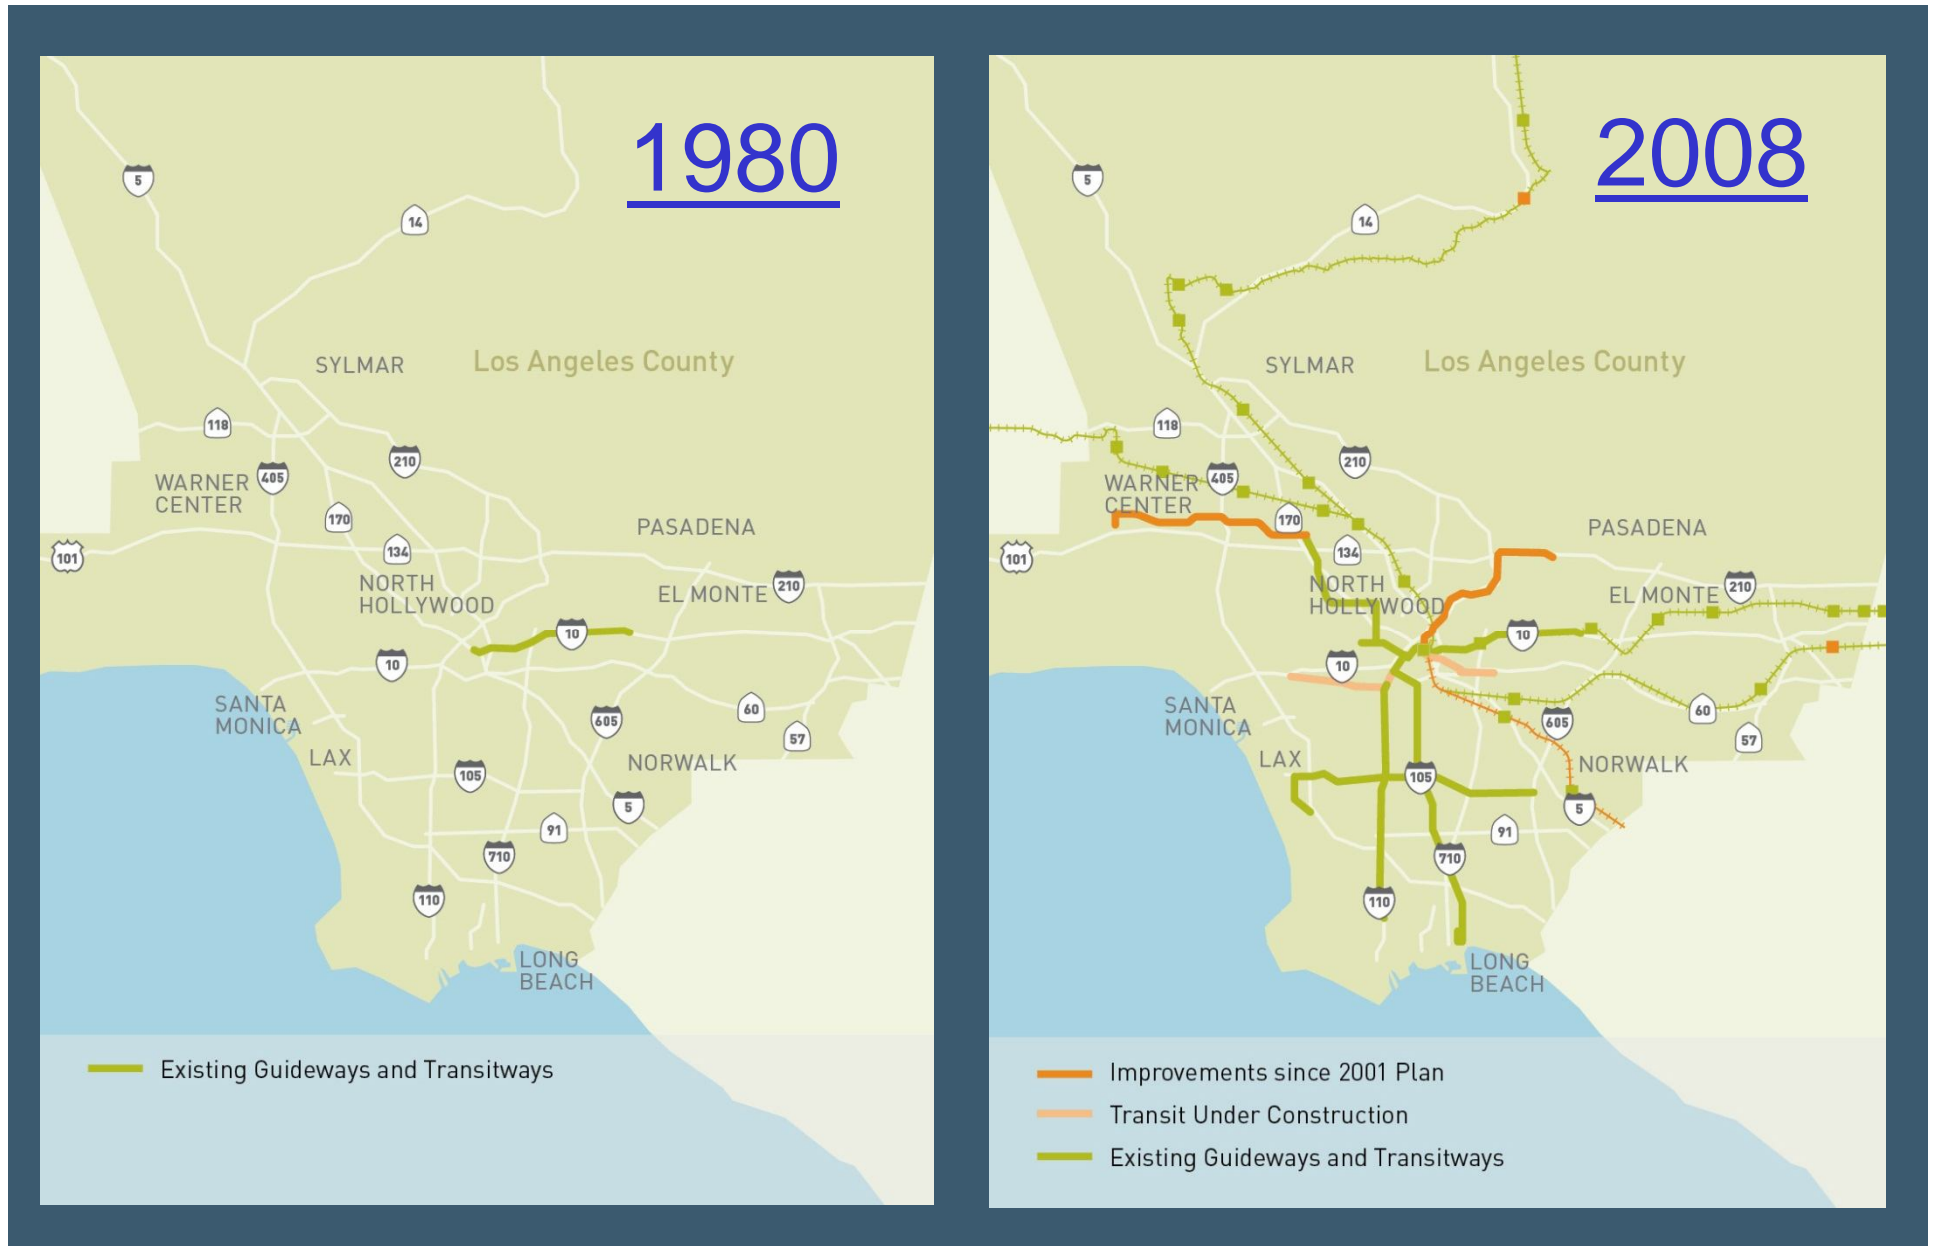 1980
5
14
SYLMAR
Los Angeles County
118
210
WARNER
CENTER
405
170
PASADENA
134
101
NORTH
HOLLYWOOD
EL MONTE
210
10
10
SANTA
MONICA
60
605
57
LAX
NORWALK
105
5
91
710
110
LONG
BEACH
Existing Guideways and Transitways
2008
5
14
SYLMAR
Los Angeles County
118
210
WARNER
CENTER
405
170
PASADENA
134
101
NORTH
HOLLYWOOD
EL MONTE
210
10
10
SANTA
MONICA
60
605
57
LAX
NORWALK
105
5
91
710
110
LONG
BEACH
Improvements since 2001 Plan
Transit Under Construction
Existing Guideways and Transitways